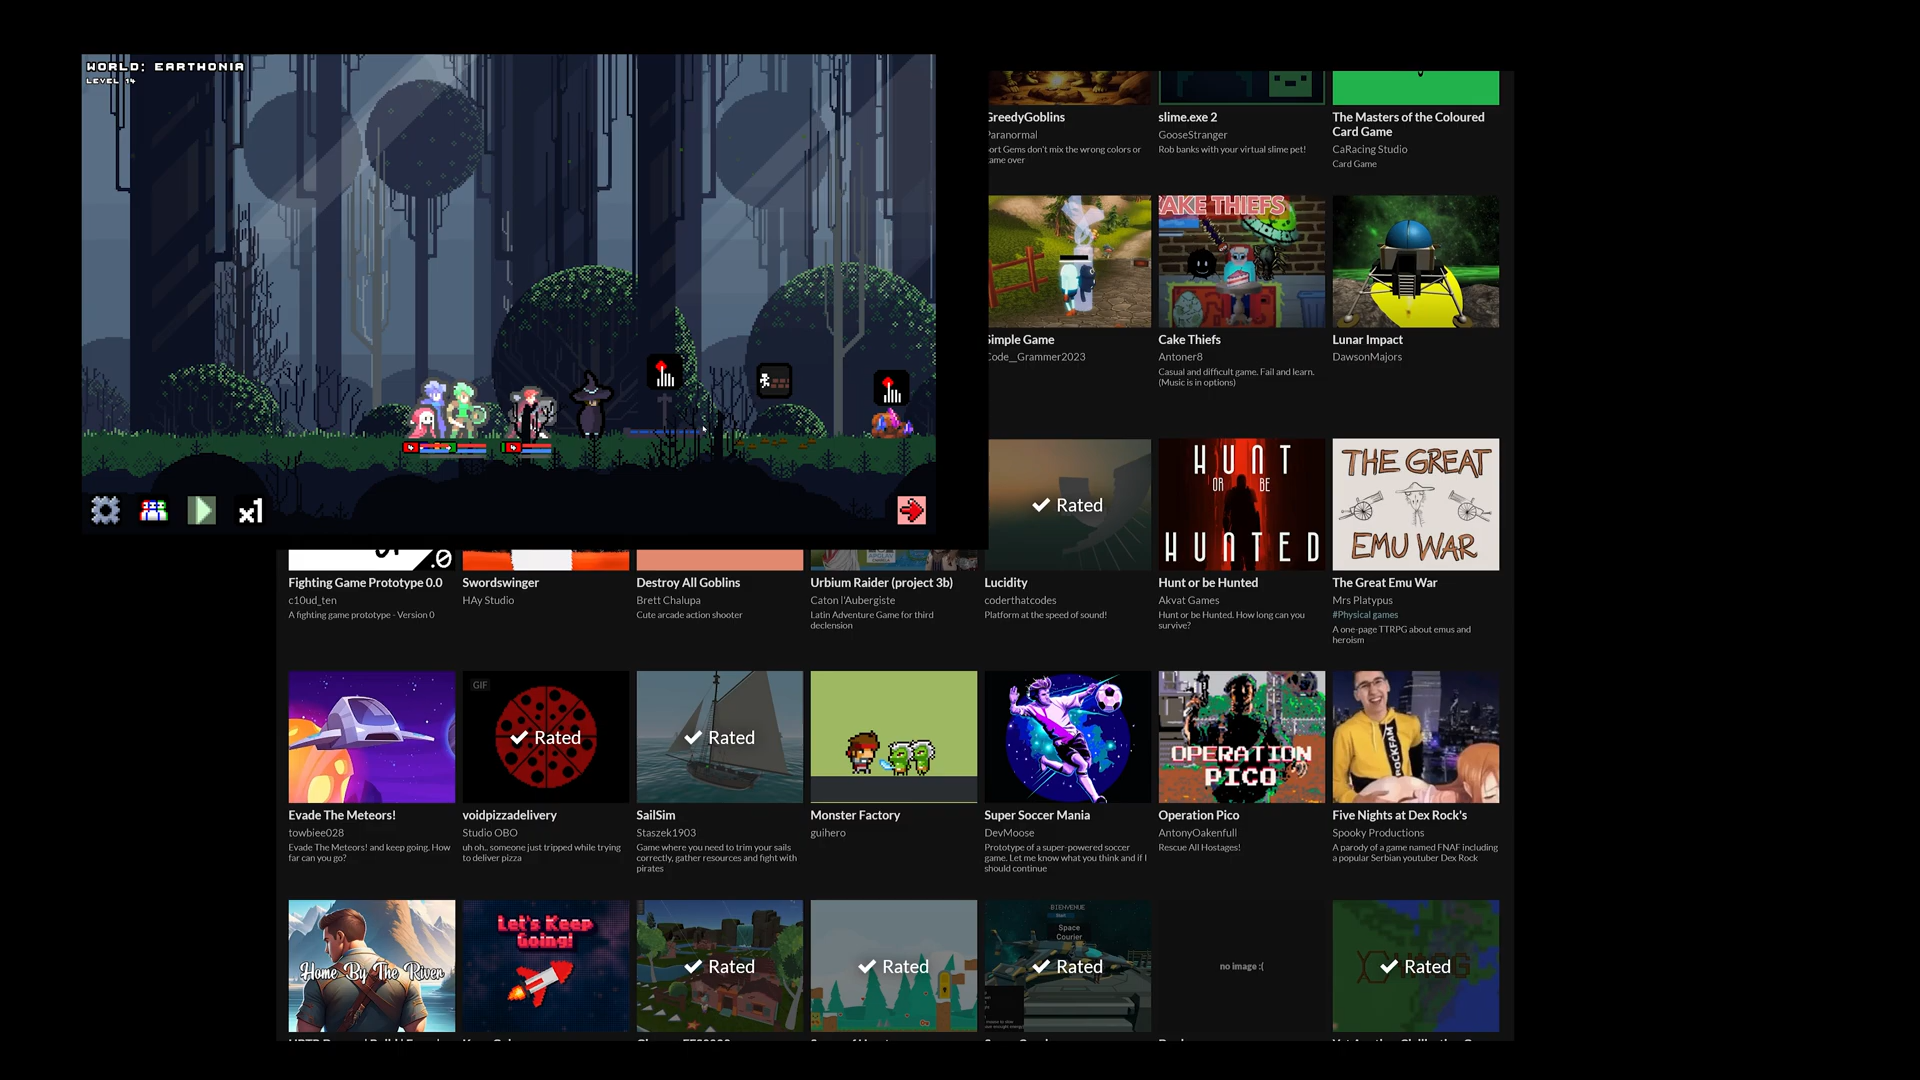 WORLD: EARTHONIA
LEVEL 14
x1
GreedyGoblins
Paranormal
ort Gems don't mix the wrong colors or
ame over
slime.exe 2
GooseStranger
Rob banks with your virtual slime pet!
The Masters of the Coloured
Card Game
CaRacing Studio
Card Game
CAKE THIEFS
Simple Game
Code__Grammer2023
Cake Thiefs
Antoner8
Casual and difficult game. Fail and learn.
(Music is in options)
Lunar Impact
DawsonMajors
Rated
HUNT
OR BE
HUNTED
THE GREAT
EMU WAR
.0
Fighting Game Prototype 0.0
c10ud_ten
A fighting game prototype - Version 0
Swordswinger
HAy Studio
Destroy All Goblins
Brett Chalupa
Cute arcade action shooter
Urbium Raider (project 3b)
Caton l'Aubergiste
Latin Adventure Game for third
declension
Lucidity
coderthatcodes
Platform at the speed of sound!
Hunt or be Hunted
Akvat Games
Hunt or be Hunted. How long can you
survive?
The Great Emu War
Mrs Platypus
#Physical games
A one-page TTRPG about emus and
heroism
GIF
Rated
Rated
OPERATION
PICO
ROCKFAM
Evade The Meteors!
towbiee028
Evade The Meteors! and keep going. How
far can you go?
voidpizzadelivery
Studio OBO
uh oh.. someone just tripped while trying
to deliver pizza
SailSim
Staszek1903
Game where you need to trim your sails
correctly, gather resources and fight with
pirates
Monster Factory
guihero
Super Soccer Mania
DevMoose
Prototype of a super-powered soccer
game. Let me know what you think and if I
should continue
Operation Pico
AntonyOakenfull
Rescue All Hostages!
Five Nights at Dex Rock's
Spooky Productions
A parody of a game named FNAF including
a popular Serbian youtuber Dex Rock
Home By The River
Let's Keep
Going!
Rated
Rated
BIENVENUE
Start
Space
Courier
Rated
no image :(
Rated